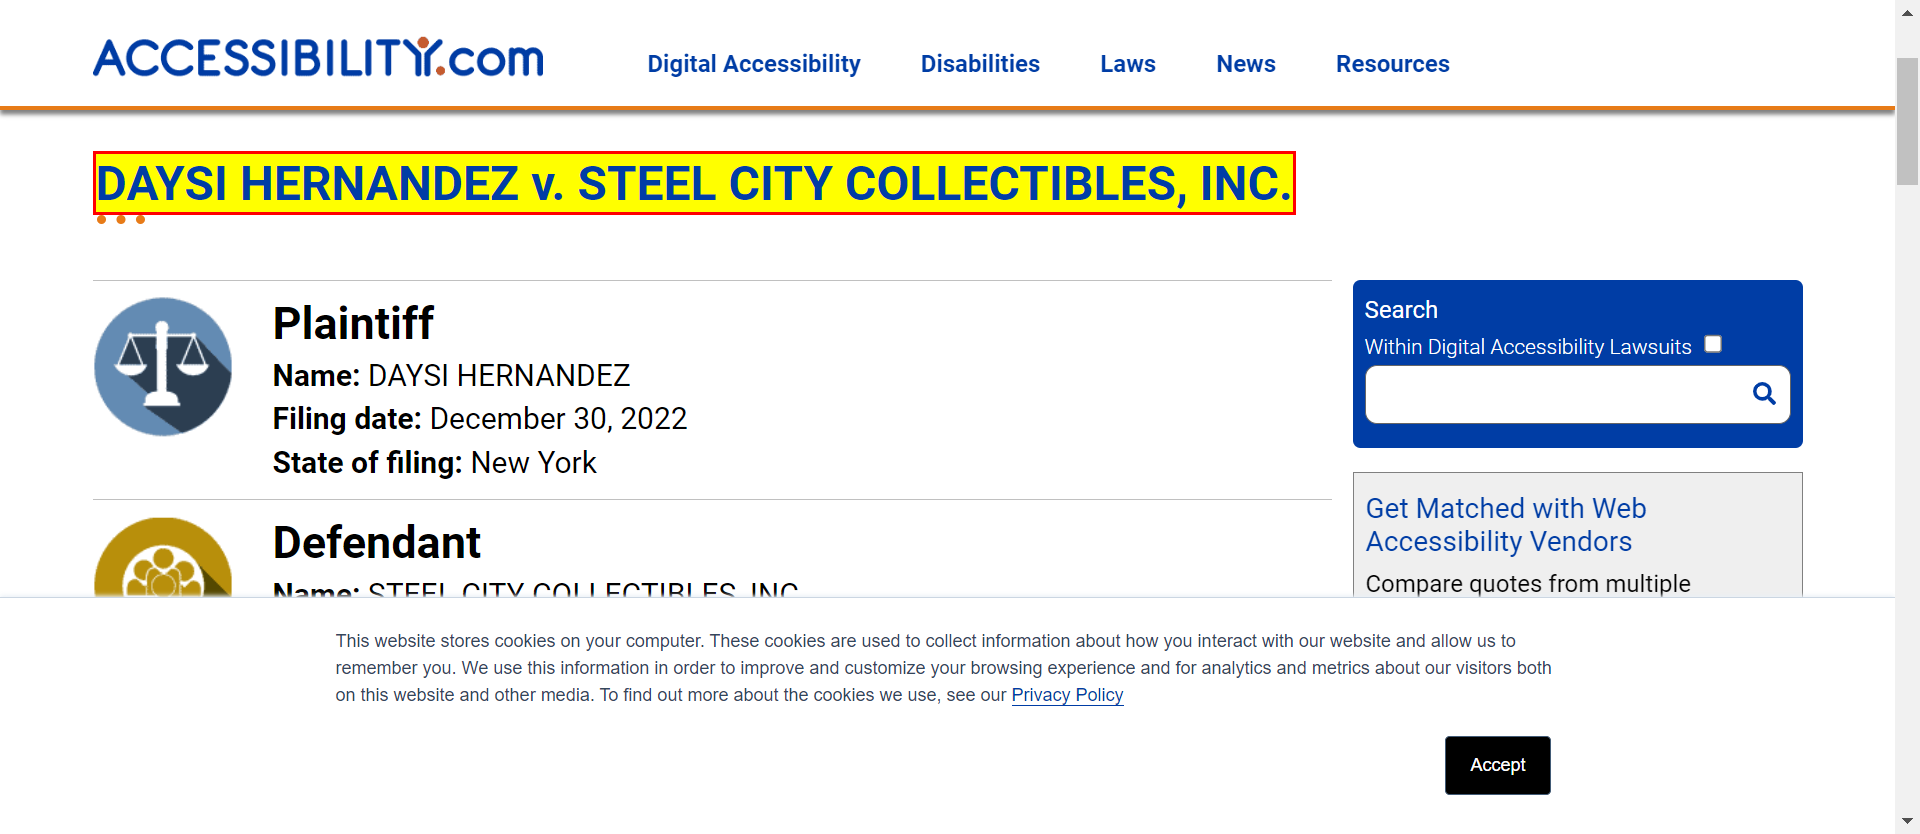 ACCESSIBILITY.com
Digital Accessibility
Disabilities
Laws
News
Resources
DAYSI HERNANDEZ v. STEEL CITY COLLECTIBLES, INC.
Plaintiff
Name: DAYSI HERNANDEZ
Filing date: December 30, 2022
State of filing: New York
Defendant
Name: STEEL CITY COLLECTIBLES, INC.
Search
Within Digital Accessibility Lawsuits
Get Matched with Web
Accessibility Vendors
Compare quotes from multiple
This website stores cookies on your computer. These cookies are used to collect information about how you interact with our website and allow us to
remember you. We use this information in order to improve and customize your browsing experience and for analytics and metrics about our visitors both
on this website and other media. To find out more about the cookies we use, see our Privacy Policy
Accept